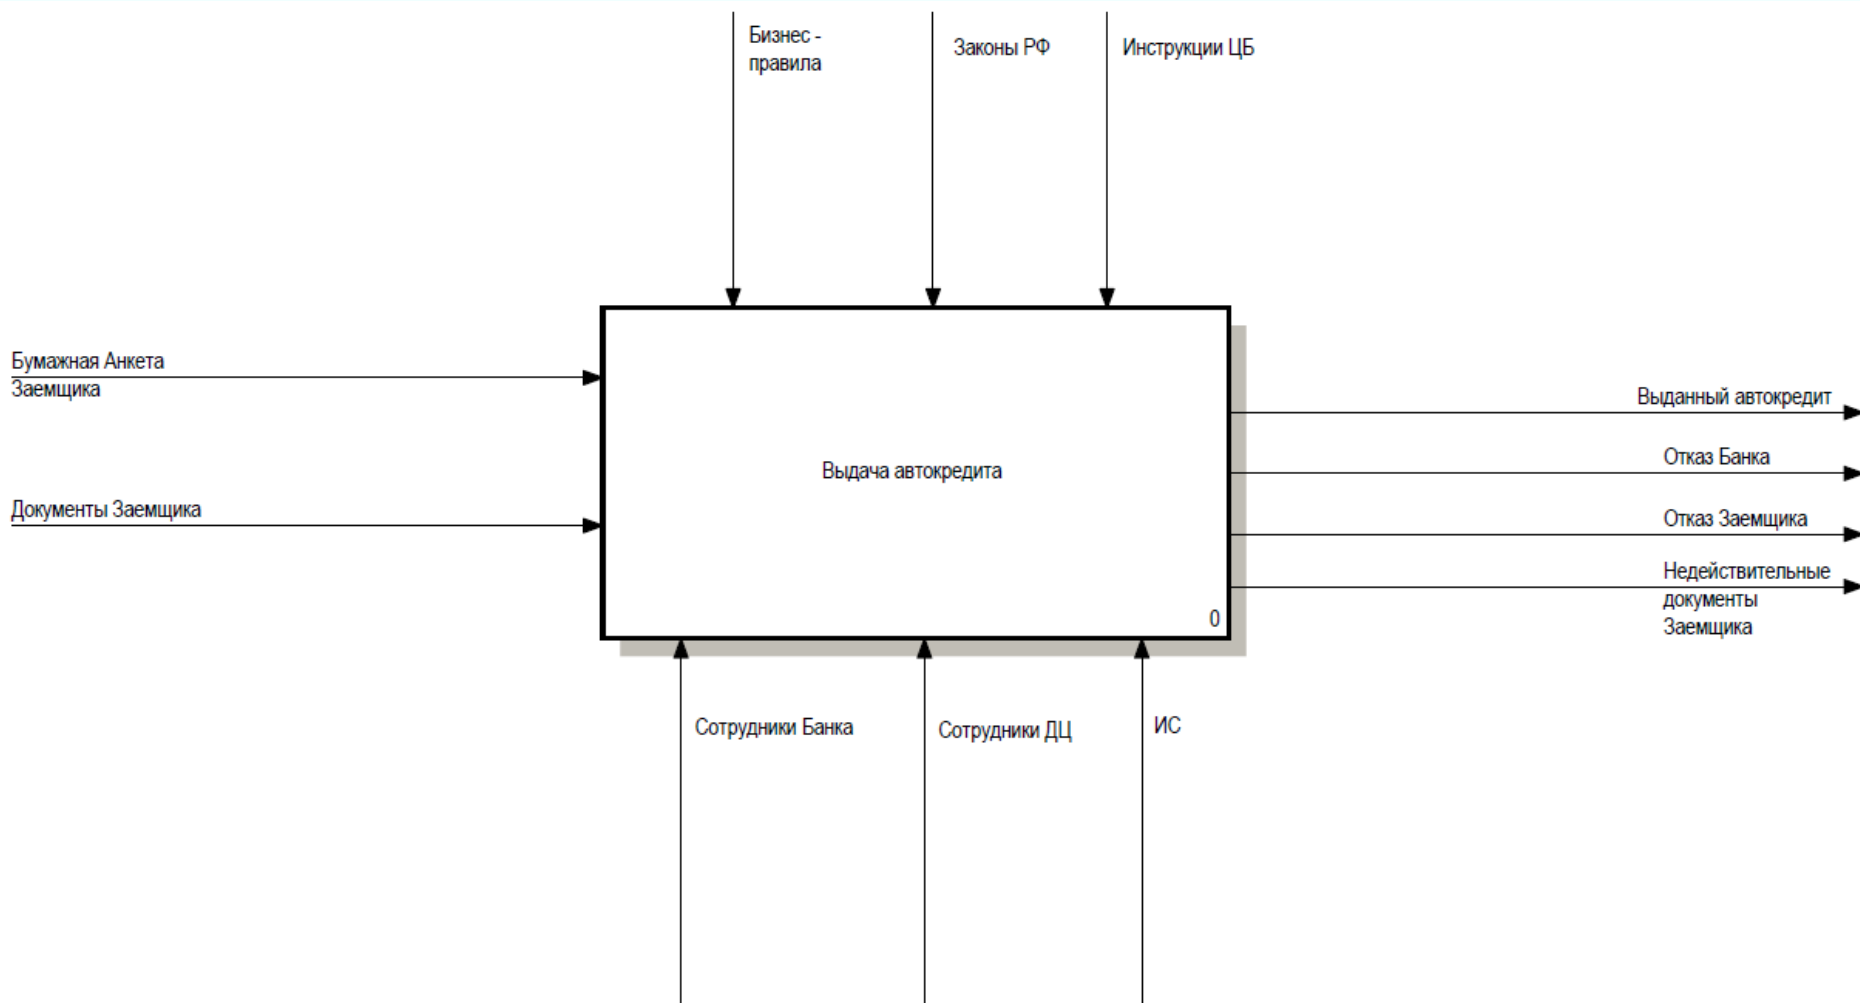 Бизнес -
правила
Законы РФ
Инструкции ЦБ
Бумажная Анкета
Заемщика
Документы Заемщика
Выдача автокредита
0
Выданный автокредит
Отказ Банка
Отказ Заемщика
Недействительные
документы
Заемщика
Сотрудники Банка
Сотрудники ДЦ
ИС